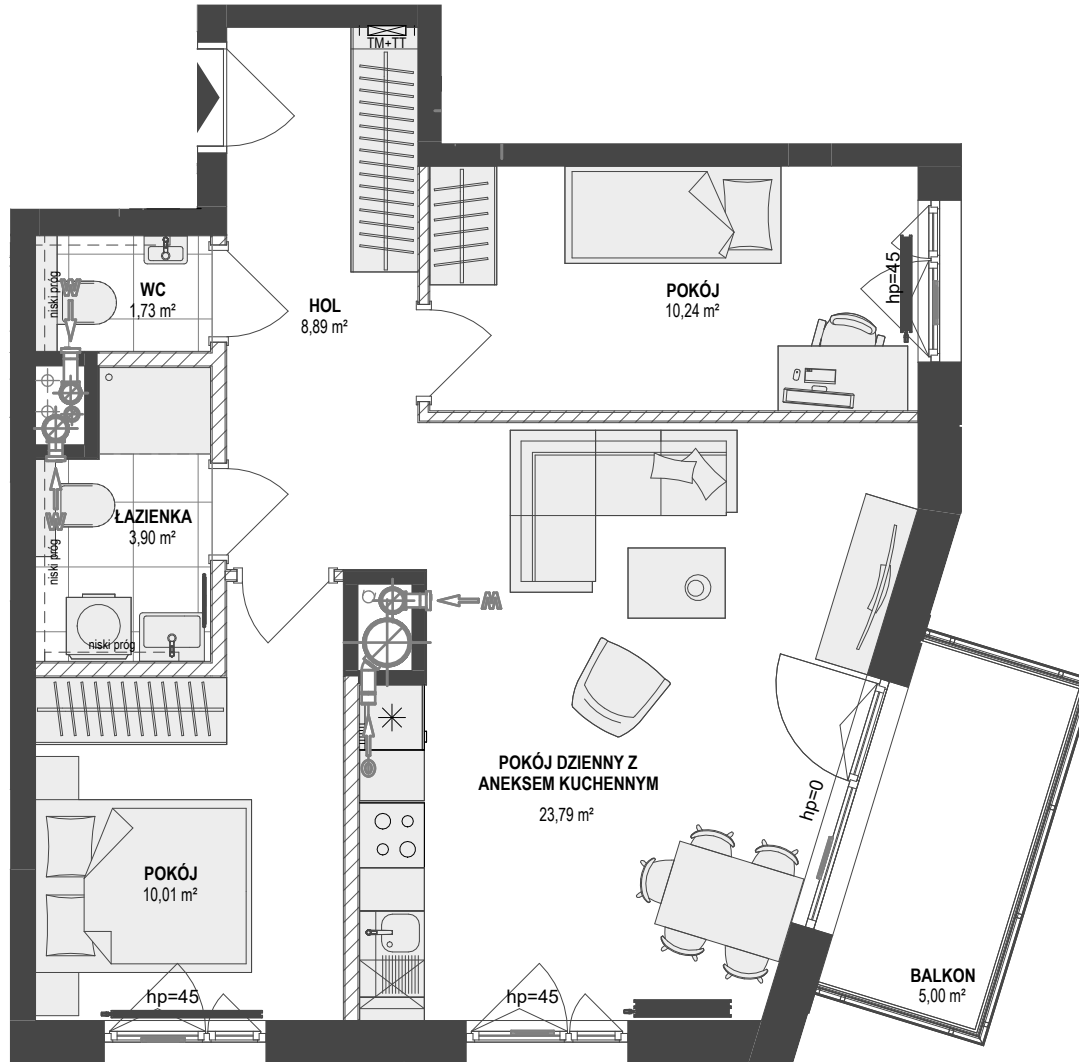 TM+TT
WC
1,73 m²
niski próg
W
HOL
8,89 m²
POKÓJ
10,24 m²
hp=45
ŁAZIENKA
3,90 m²
niski próg
W
niski próg
W
POKÓJ DZIENNY Z
ANEKSEM KUCHENNYM
23,79 m²
hp=0
POKÓJ
10,01 m²
hp=45
hp=45
BALKON
5,00 m²